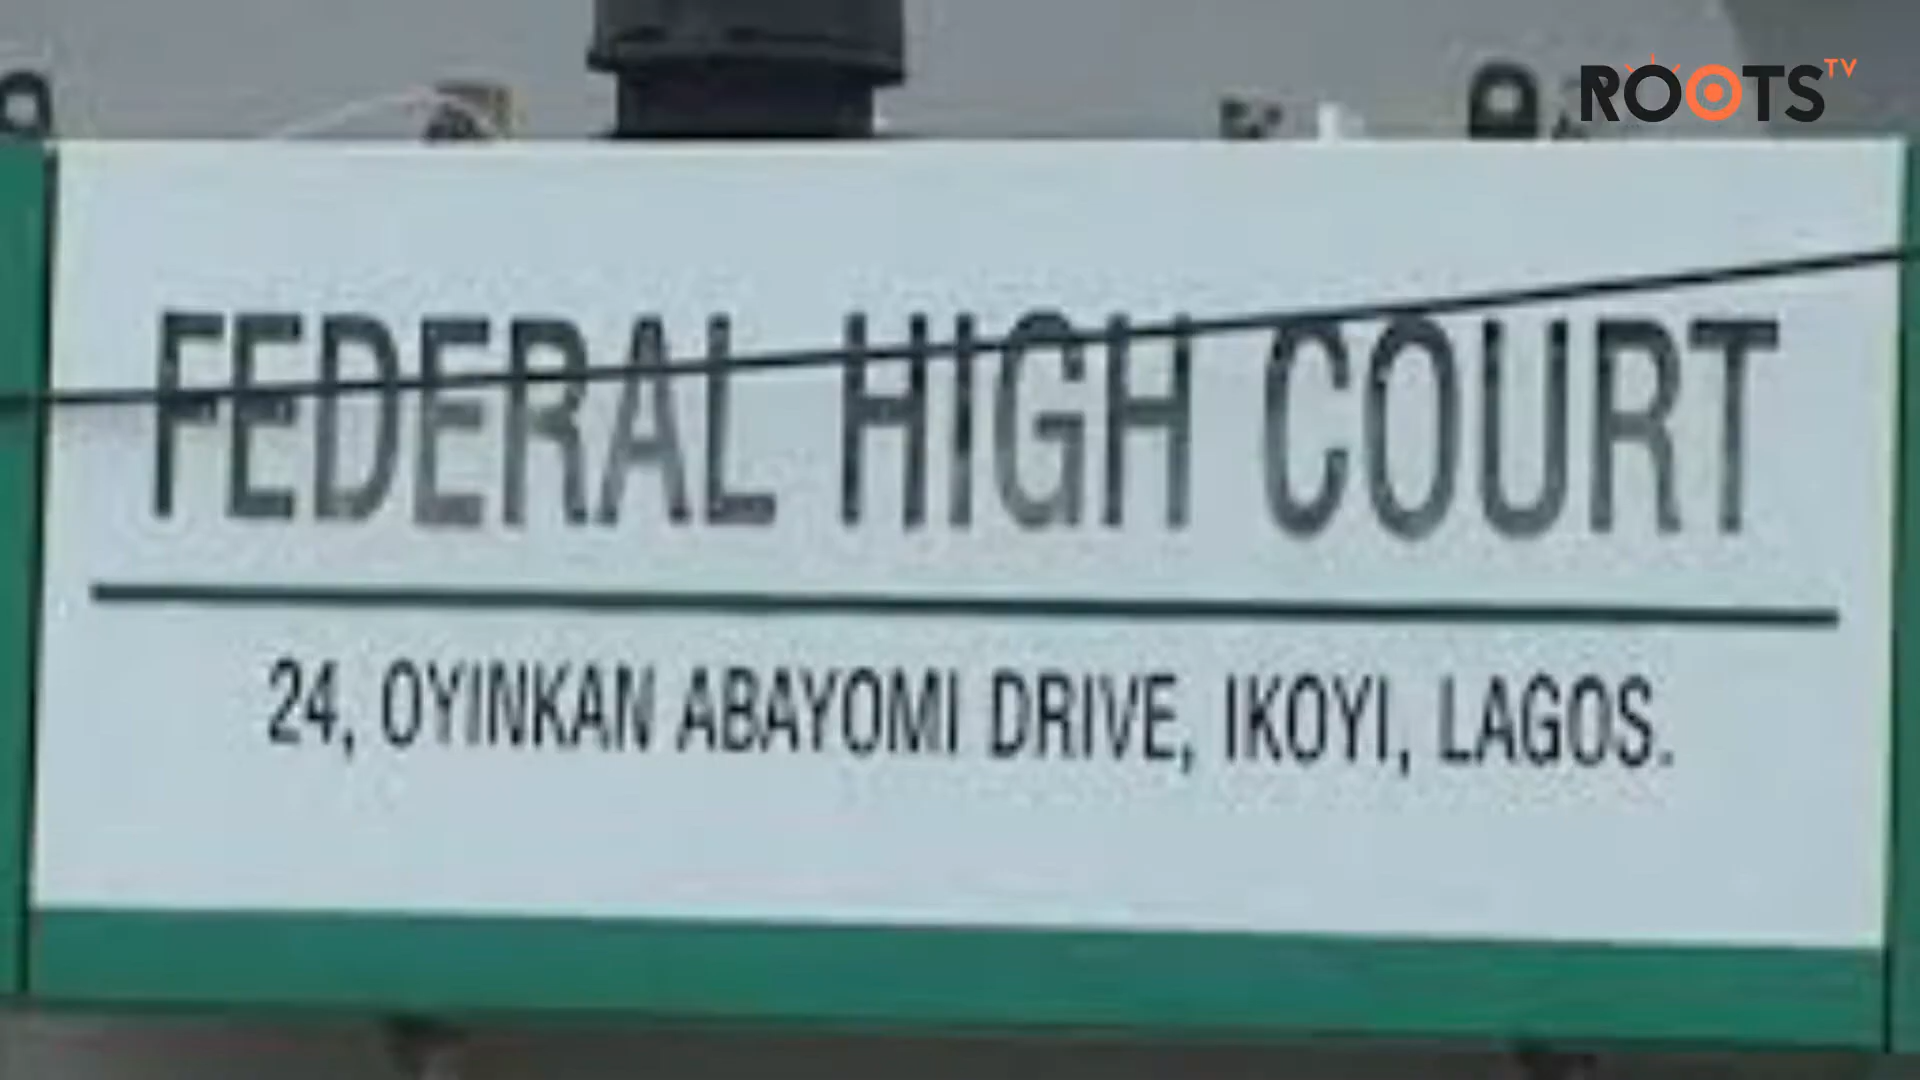 ROOTS TV
FEDERAL HIGH COURT
24, OYINKAN ABAYOMI DRIVE, IKOYI, LAGOS.